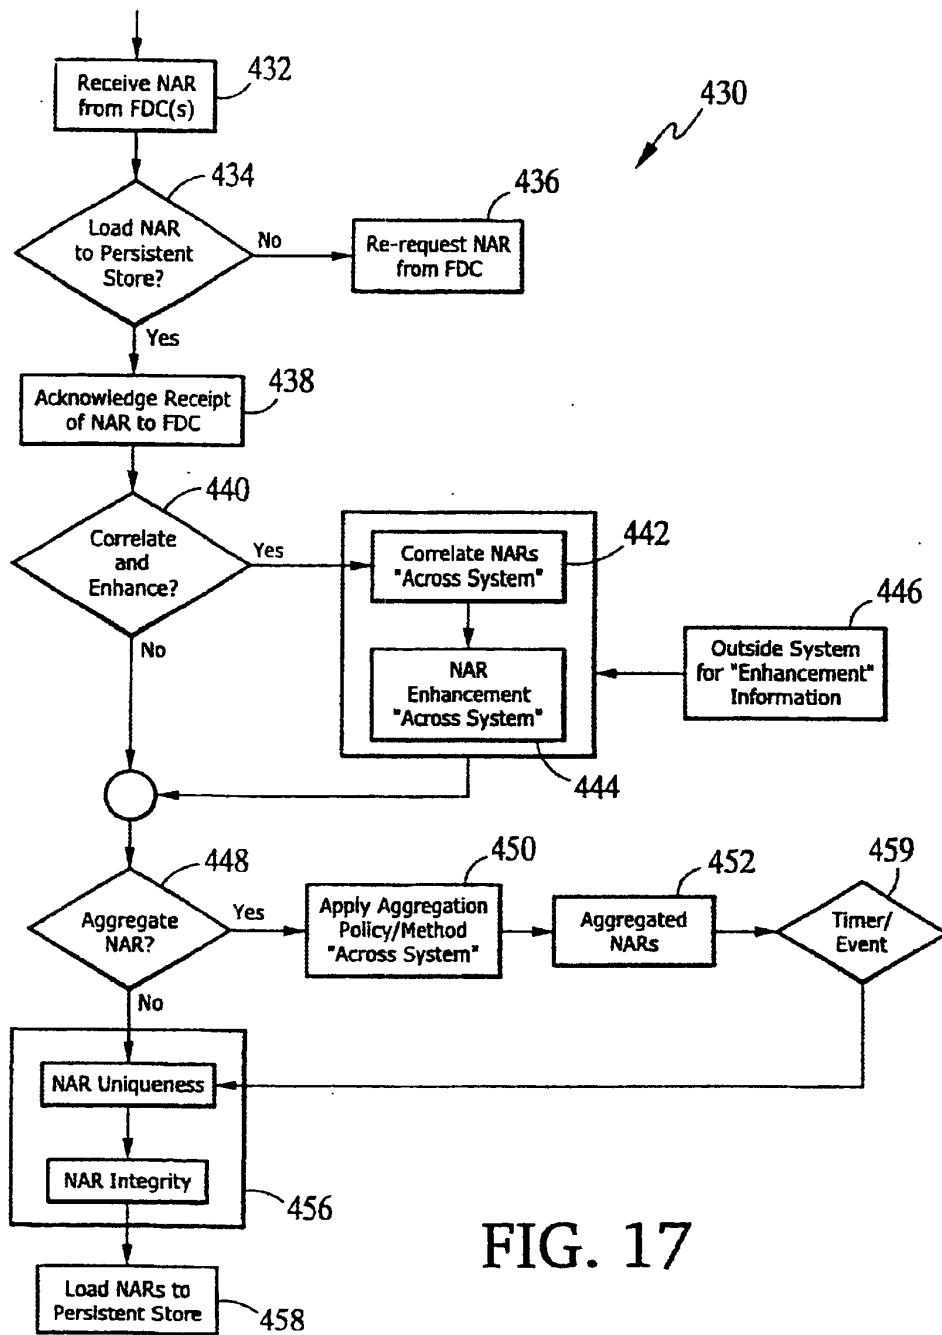 Receive NAR
from FDC(s)
432
430
434
Load NAR
to Persistent
Store?
No
436
Re-request NAR
from FDC
Yes
438
Acknowledge Receipt
of NAR to FDC
440
Correlate
and
Enhance?
Yes
442
Correlate NARs
"Across System"
NAR
Enhancement
"Across System"
444
446
Outside System
for "Enhancement"
Information
No
448
Aggregate
NAR?
Yes
450
Apply Aggregation
Policy/Method
"Across System"
452
Aggregated
NARs
459
Timer/
Event
No
NAR Uniqueness
NAR Integrity
456
Load NARs to
Persistent Store
458
FIG. 17